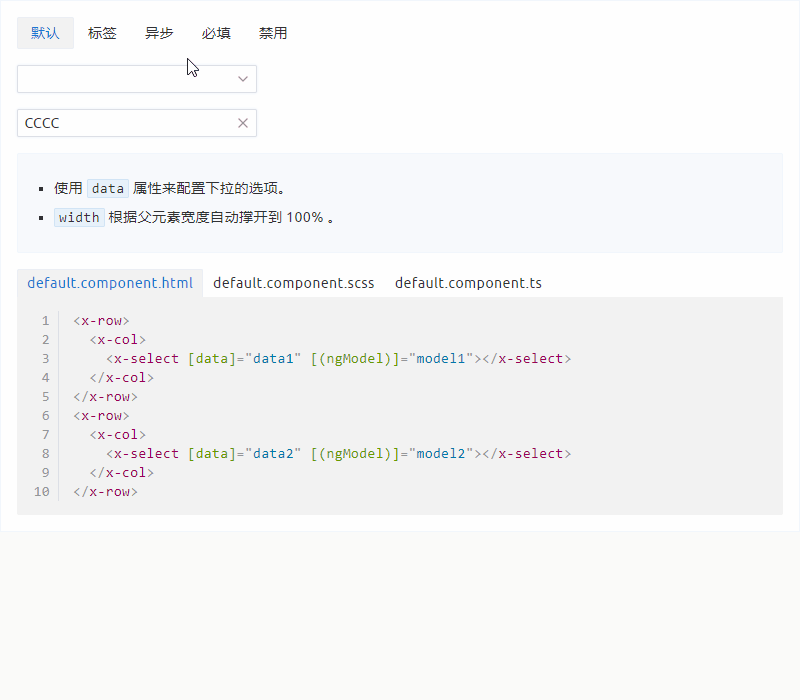 默认 标签 异步 必填 禁用
CCCC
使用 data 属性来配置下拉的选项。
width 根据父元素宽度自动撑开到 100% 。
default.component.html default.component.scss default.component.ts
1 <x-row>
2 <x-col>
3 <x-select [data]="data1" [(ngModel)]="model1"></x-select>
4 </x-col>
5 </x-row>
6 <x-row>
7 <x-col>
8 <x-select [data]="data2" [(ngModel)]="model2"></x-select>
9 </x-col>
10 </x-row>